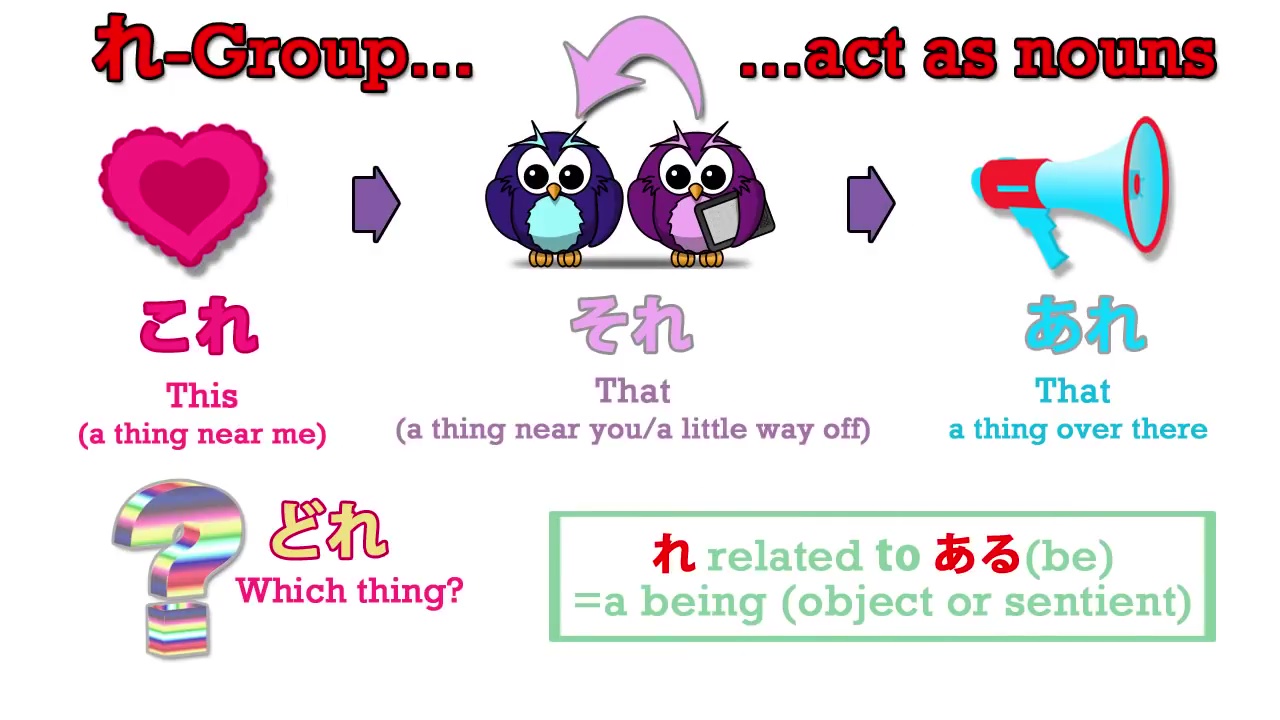 れ-Group...
...act as nouns
これ
それ
あれ
This
(a thing near me)
That
(a thing near you/a little way off)
That
a thing over there
どれ
Which thing?
れ related to ある(be)
=a being (object or sentient)